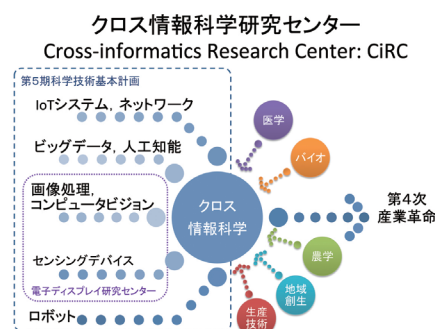 クロス情報科学研究センター
Cross-informatics Research Center: CiRC
第5期科学技術基本計画
IoTシステム, ネットワーク
ビッグデータ, 人工知能
画像処理,
コンピュータビジョン
センシングデバイス
電子ディスプレイ研究センター
ロボット
クロス
情報科学
医学
バイオ
第4次
産業革命
農学
地域
創生
生産
技術